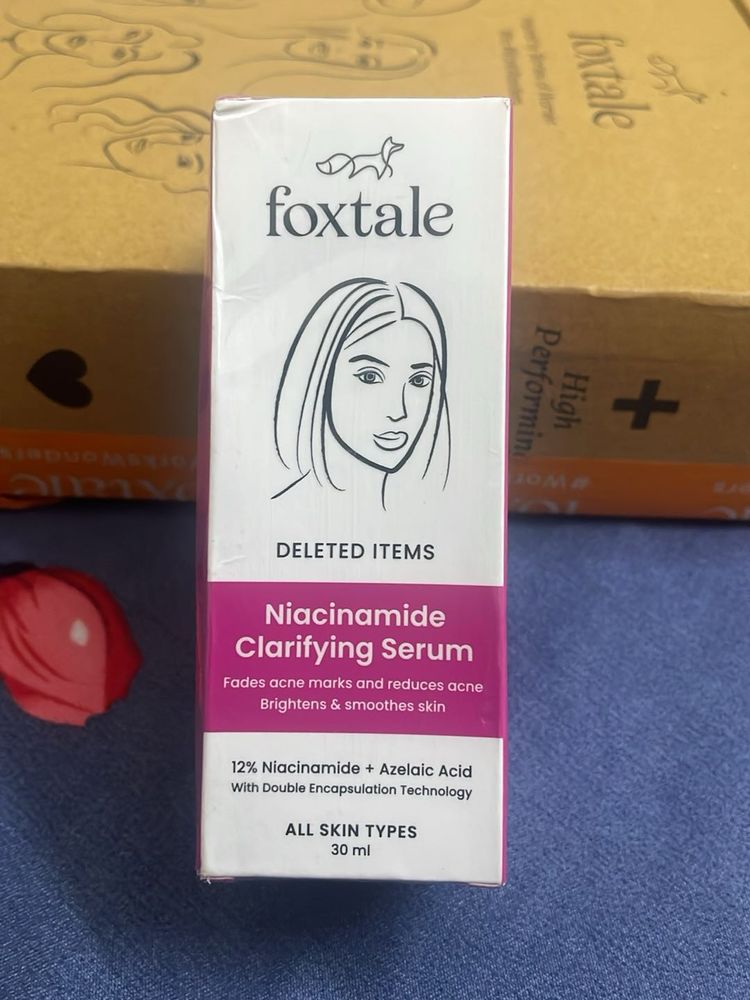 foxtale
foxtale
DELETED ITEMS
Niacinamide
Clarifying Serum
Fades acne marks and reduces acne
Brightens & smoothes skin
12% Niacinamide + Azelaic Acid
With Double Encapsulation Technology
ALL SKIN TYPES
30 ml
High
Performin